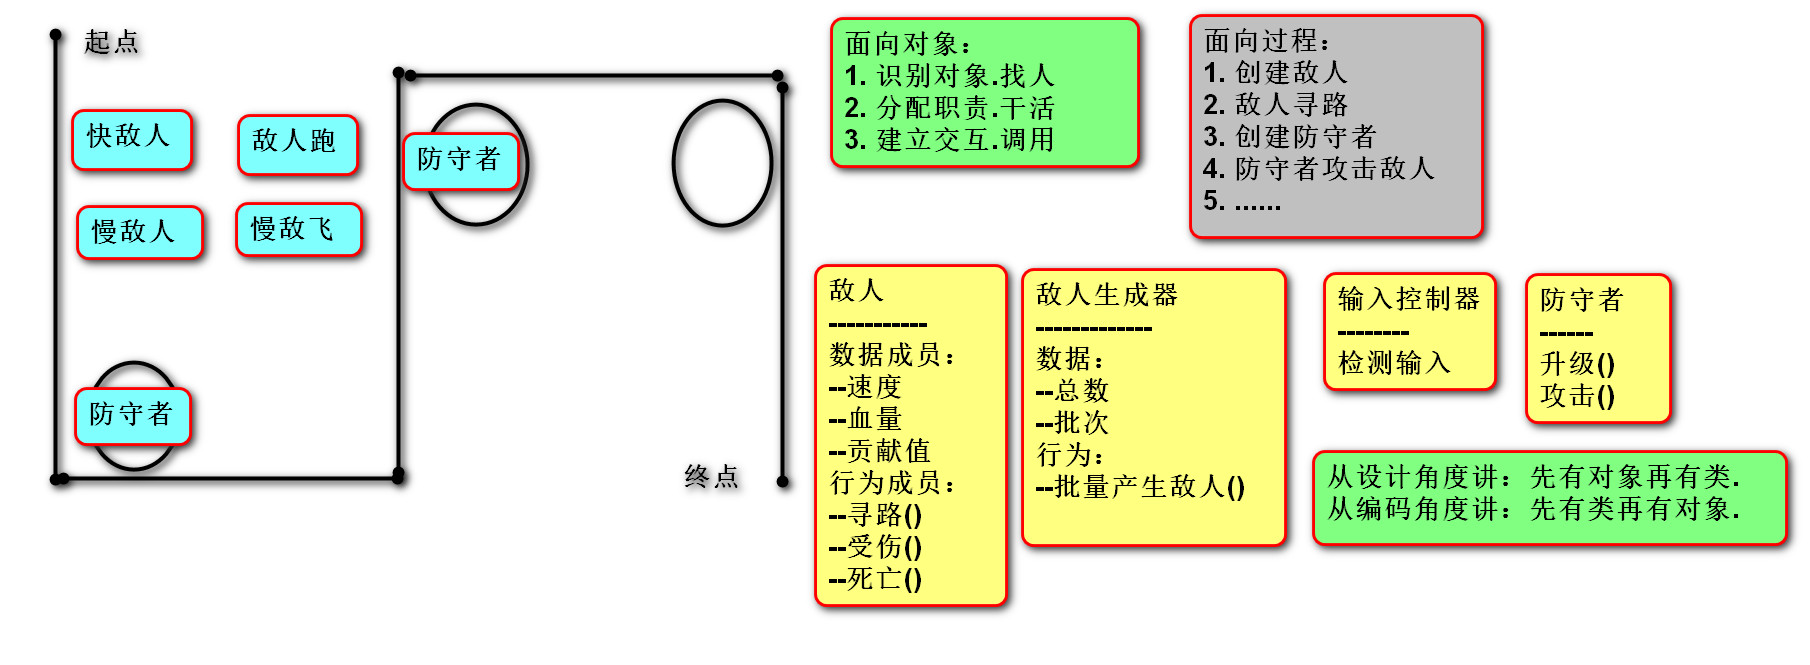 起点
快敌人
敌人跑
慢敌人
慢敌飞
防守者
防守者
终点
面向对象：
1. 识别对象.找人
2. 分配职责.干活
3. 建立交互.调用
面向过程：
1. 创建敌人
2. 敌人寻路
3. 创建防守者
4. 防守者攻击敌人
5. ......
敌人
-----------
数据成员：
--速度
--血量
--贡献值
行为成员：
--寻路()
--受伤()
--死亡()
敌人生成器
-------------
数据：
--总数
--批次
行为：
--批量产生敌人()
输入控制器
--------
检测输入
防守者
------
升级()
攻击()
从设计角度讲：先有对象再有类.
从编码角度讲：先有类再有对象.